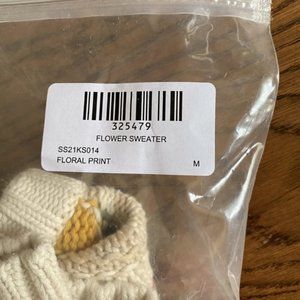 325479
FLOWER SWEATER
SS21KS014
FLORAL PRINT M